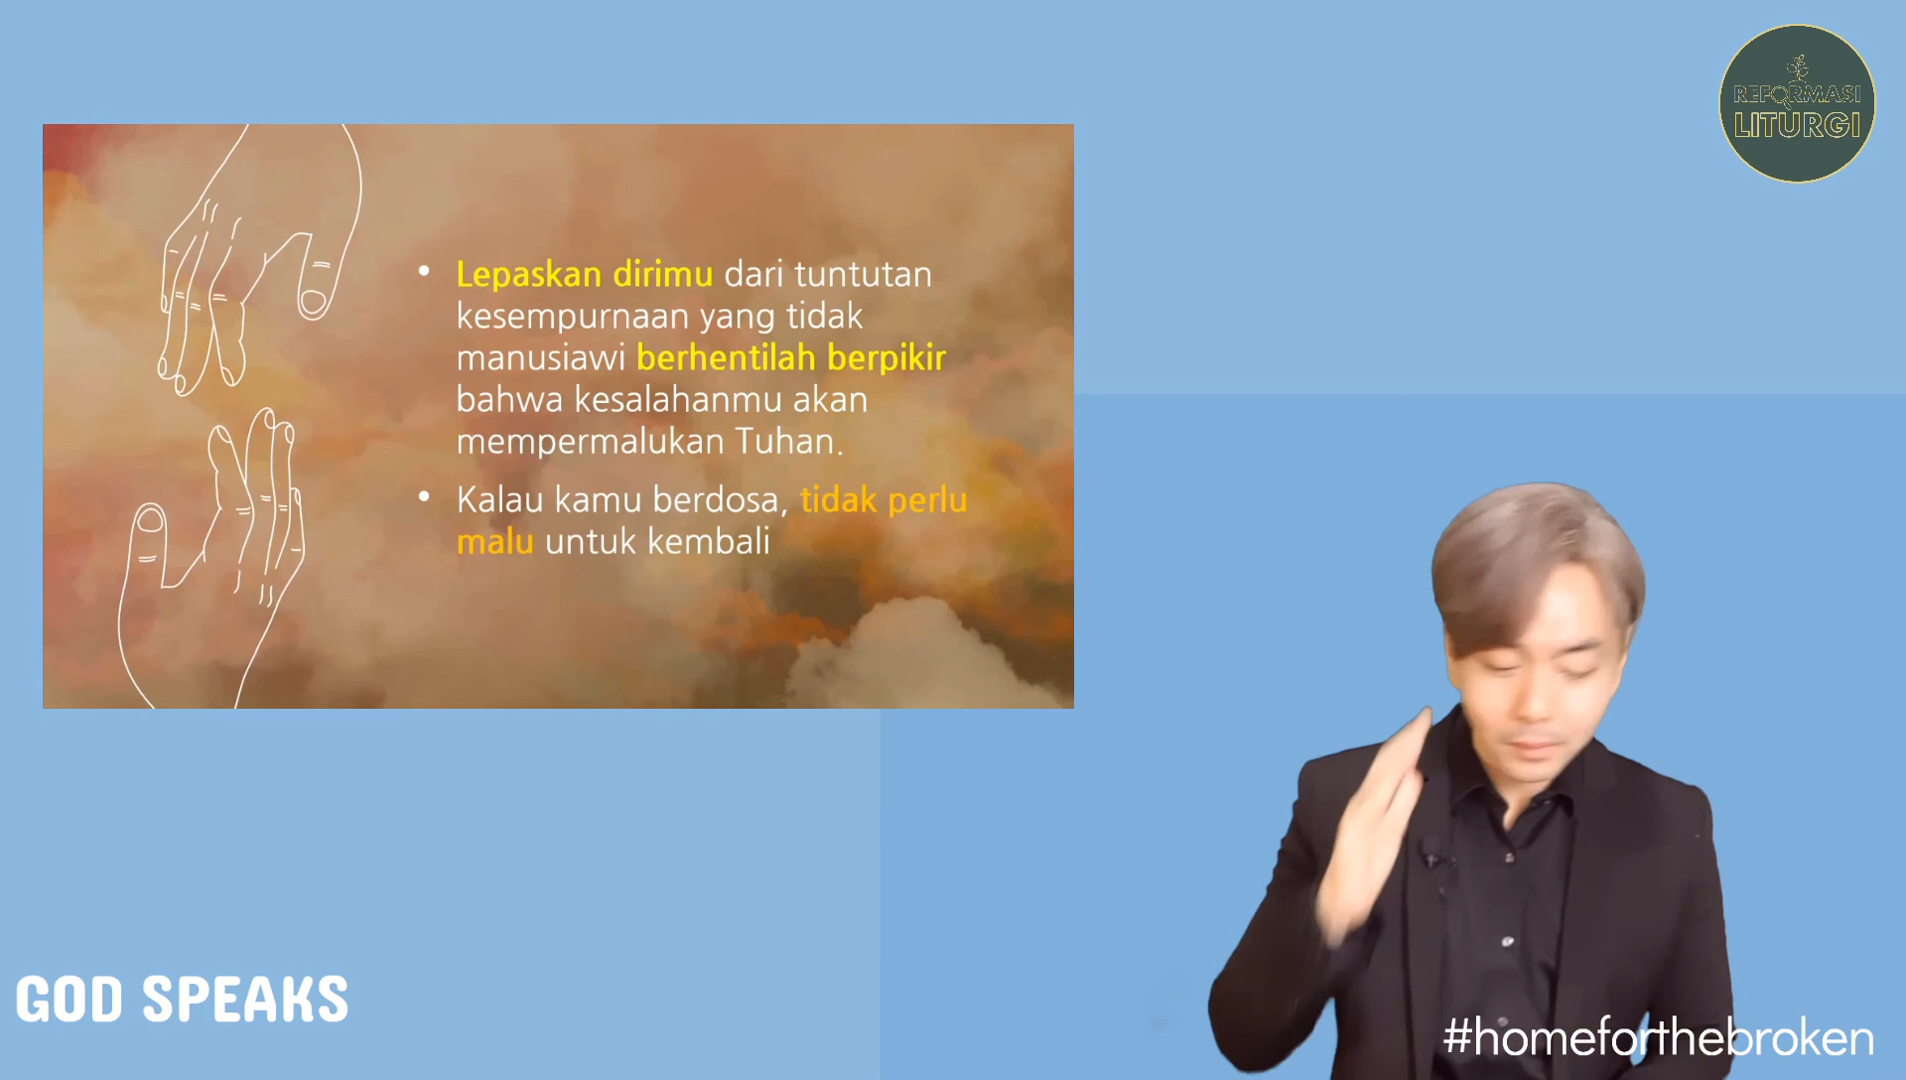 REFORMASI
LITURGI
• Lepaskan dirimu dari tuntutan
kesempurnaan yang tidak
manusiawi berhentilah berpikir
bahwa kesalahanmu akan
mempermalukan Tuhan.
• Kalau kamu berdosa, tidak perlu
malu untuk kembali
GOD SPEAKS
#homeforthebroken